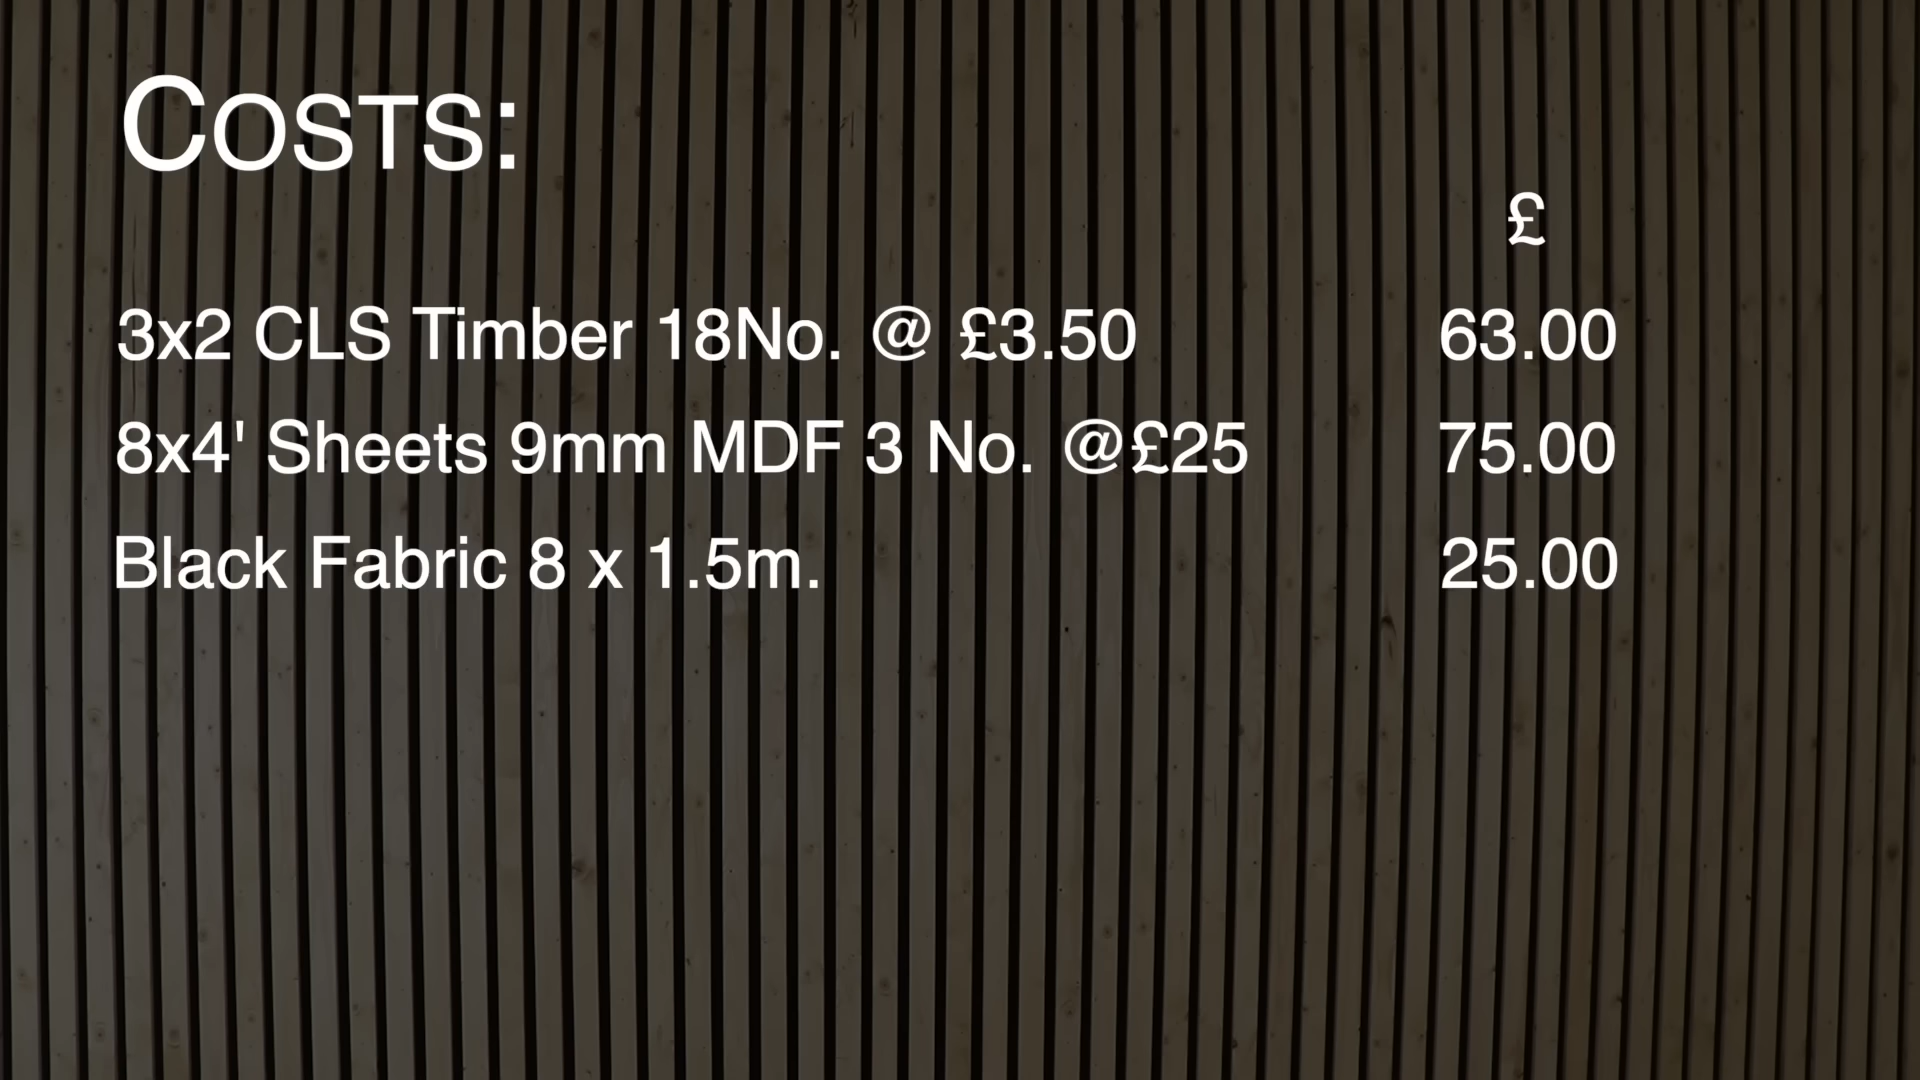 COSTS:
£
3x2 CLS Timber 18No. @ £3.50 63.00
8x4' Sheets 9mm MDF 3 No. @£25 75.00
Black Fabric 8 x 1.5m. 25.00